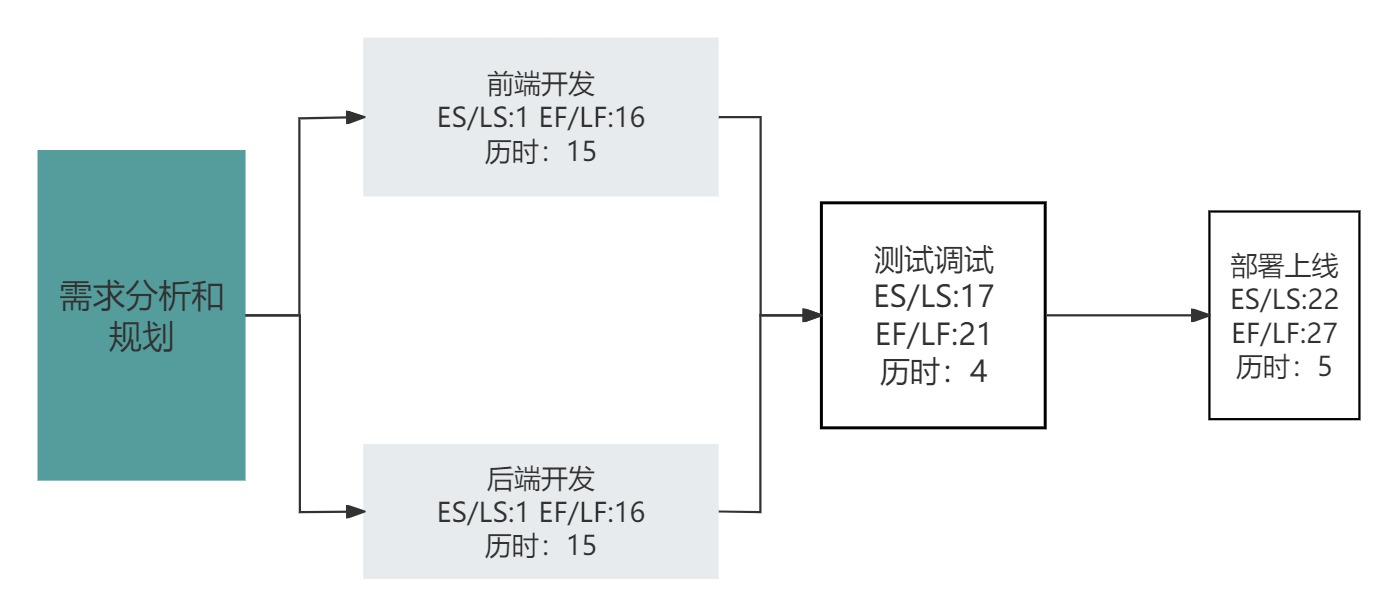 需求分析和
规划
前端开发
ES/LS:1 EF/LF:16
历时：15
后端开发
ES/LS:1 EF/LF:16
历时：15
测试调试
ES/LS:17
EF/LF:21
历时：4
部署上线
ES/LS:22
EF/LF:27
历时：5